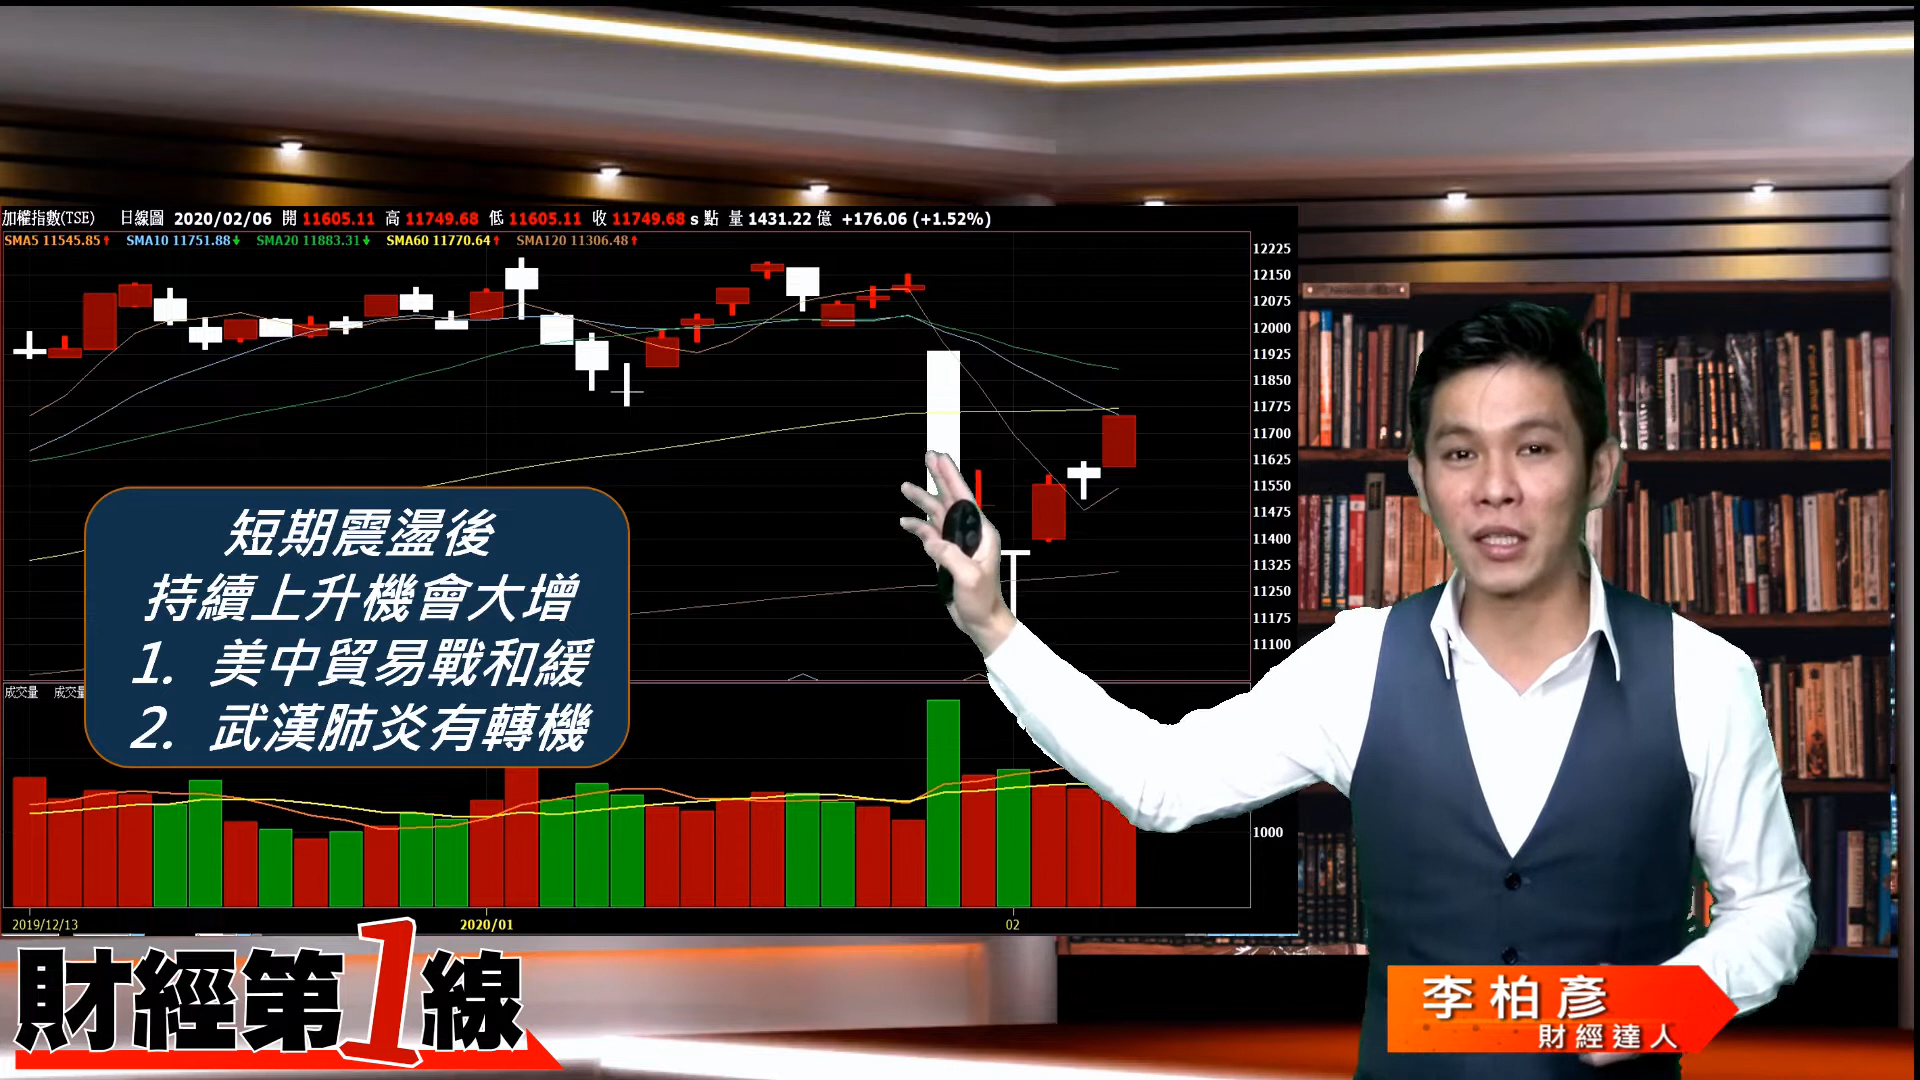 加權指數(TSE) 日線圖 2020/02/06 開 11605.11 高 11749.68 低 11605.11 收 11749.68 s 點 量 1431.22 億 +176.06 (+1.52%)
SMA5 11545.85↑ SMA10 11751.88↓ SMA20 11883.31↓ SMA60 11770.64↑ SMA120 11306.48↑
12225
12150
12075
12000
11925
11850
11775
11700
11625
11550
11475
11400
11325
11250
11175
11100
短期震盪後
持續上升機會大增
1. 美中貿易戰和緩
2. 武漢肺炎有轉機
成交量 成交量
1000
2019/12/13 2020/01 02
財經第1線
李柏彥
財經達人